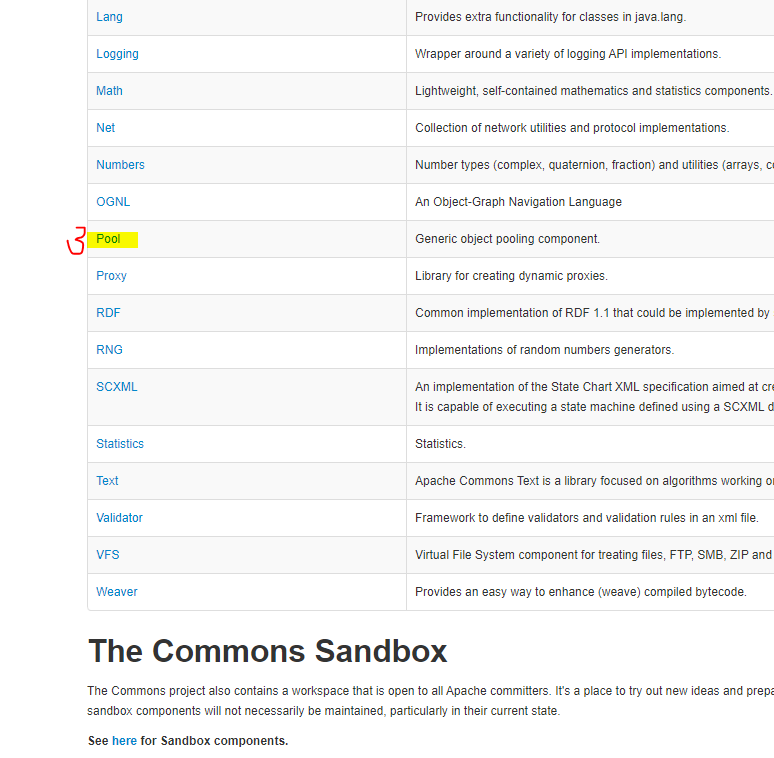 Lang Provides extra functionality for classes in java.lang.
Logging Wrapper around a variety of logging API implementations.
Math Lightweight, self-contained mathematics and statistics components.
Net Collection of network utilities and protocol implementations.
Numbers Number types (complex, quaternion, fraction) and utilities (arrays,
OGNL An Object-Graph Navigation Language
3 Pool Generic object pooling component.
Proxy Library for creating dynamic proxies.
RDF Common implementation of RDF 1.1 that could be implemented by
RNG Implementations of random numbers generators.
SCXML An implementation of the State Chart XML specification aimed at
It is capable of executing a state machine defined using a SCXML
Statistics Statistics.
Text Apache Commons Text is a library focused on algorithms working
Validator Framework to define validators and validation rules in an xml file.
VFS Virtual File System component for treating files, FTP, SMB, ZIP and
Weaver Provides an easy way to enhance (weave) compiled bytecode.
The Commons Sandbox
The Commons project also contains a workspace that is open to all Apache committers. It's a place to try out new ideas and
sandbox components will not necessarily be maintained, particularly in their current state.
See here for Sandbox components.